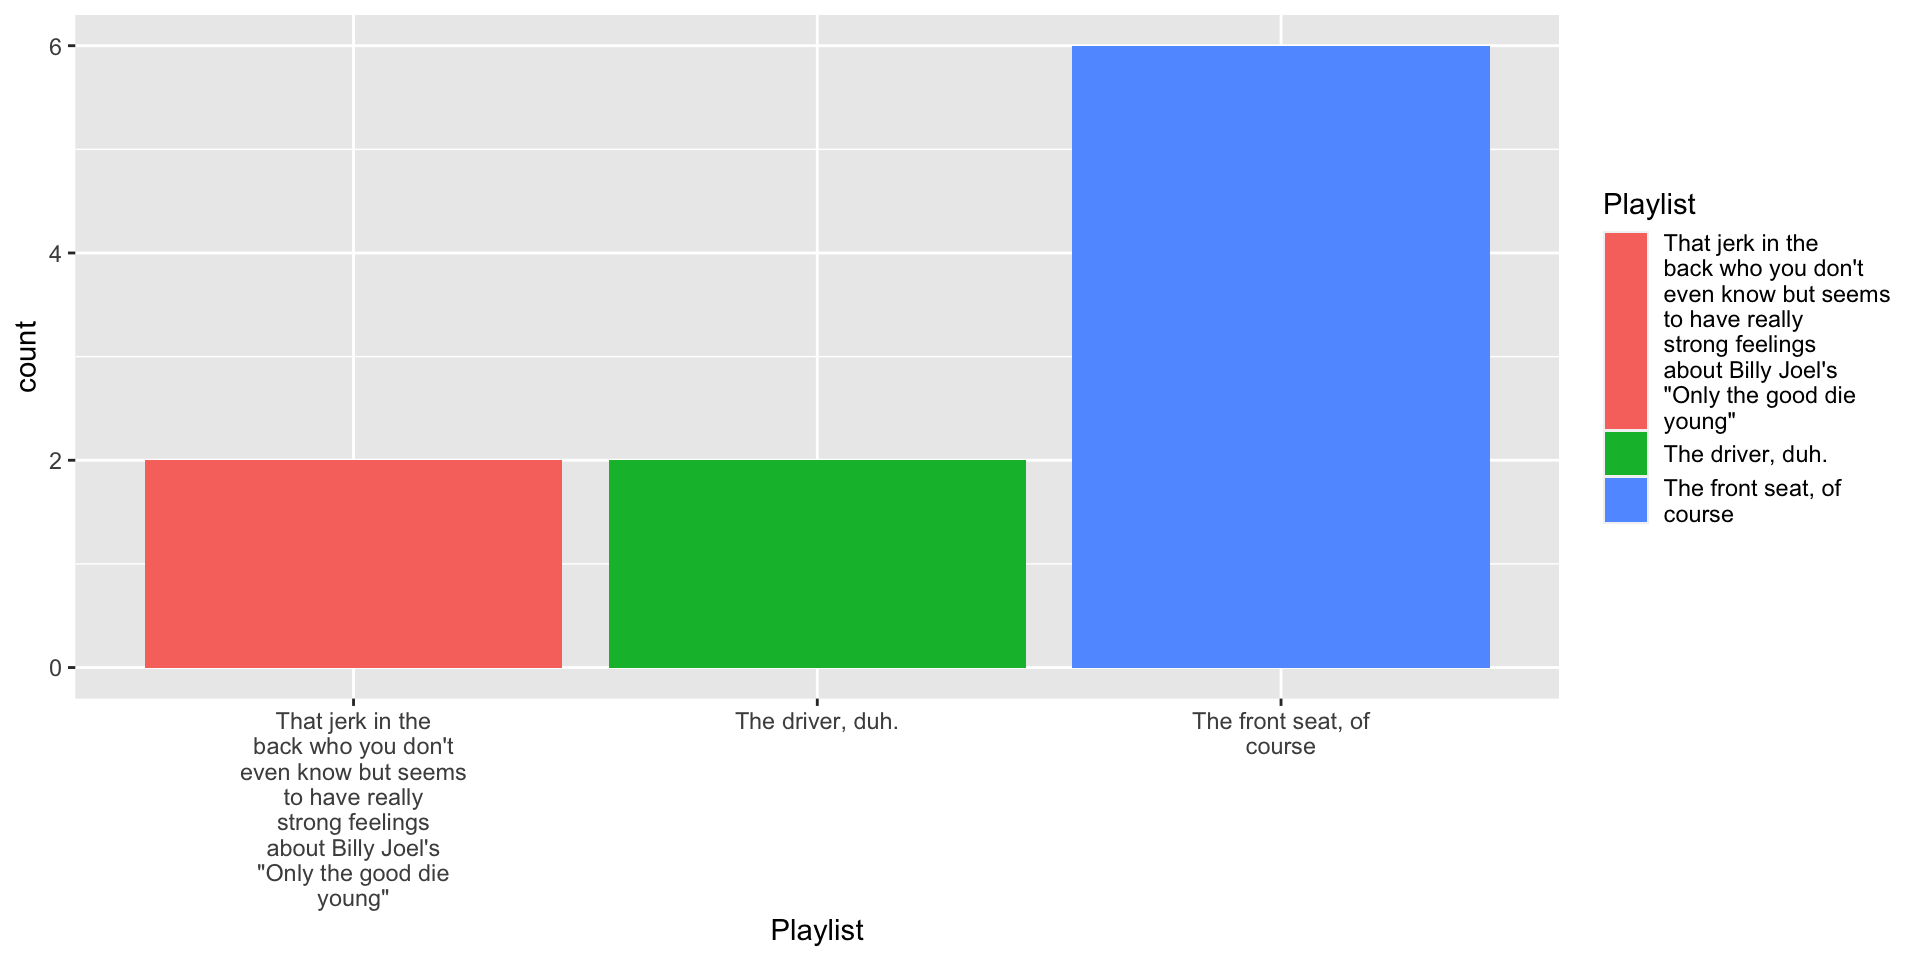 6
4
2
0
count
That jerk in the
back who you don't
even know but seems
to have really
strong feelings
about Billy Joel's
"Only the good die
young"
The driver, duh.
The front seat, of
course
Playlist
Playlist
That jerk in the
back who you don't
even know but seems
to have really
strong feelings
about Billy Joel's
"Only the good die
young"
The driver, duh.
The front seat, of
course